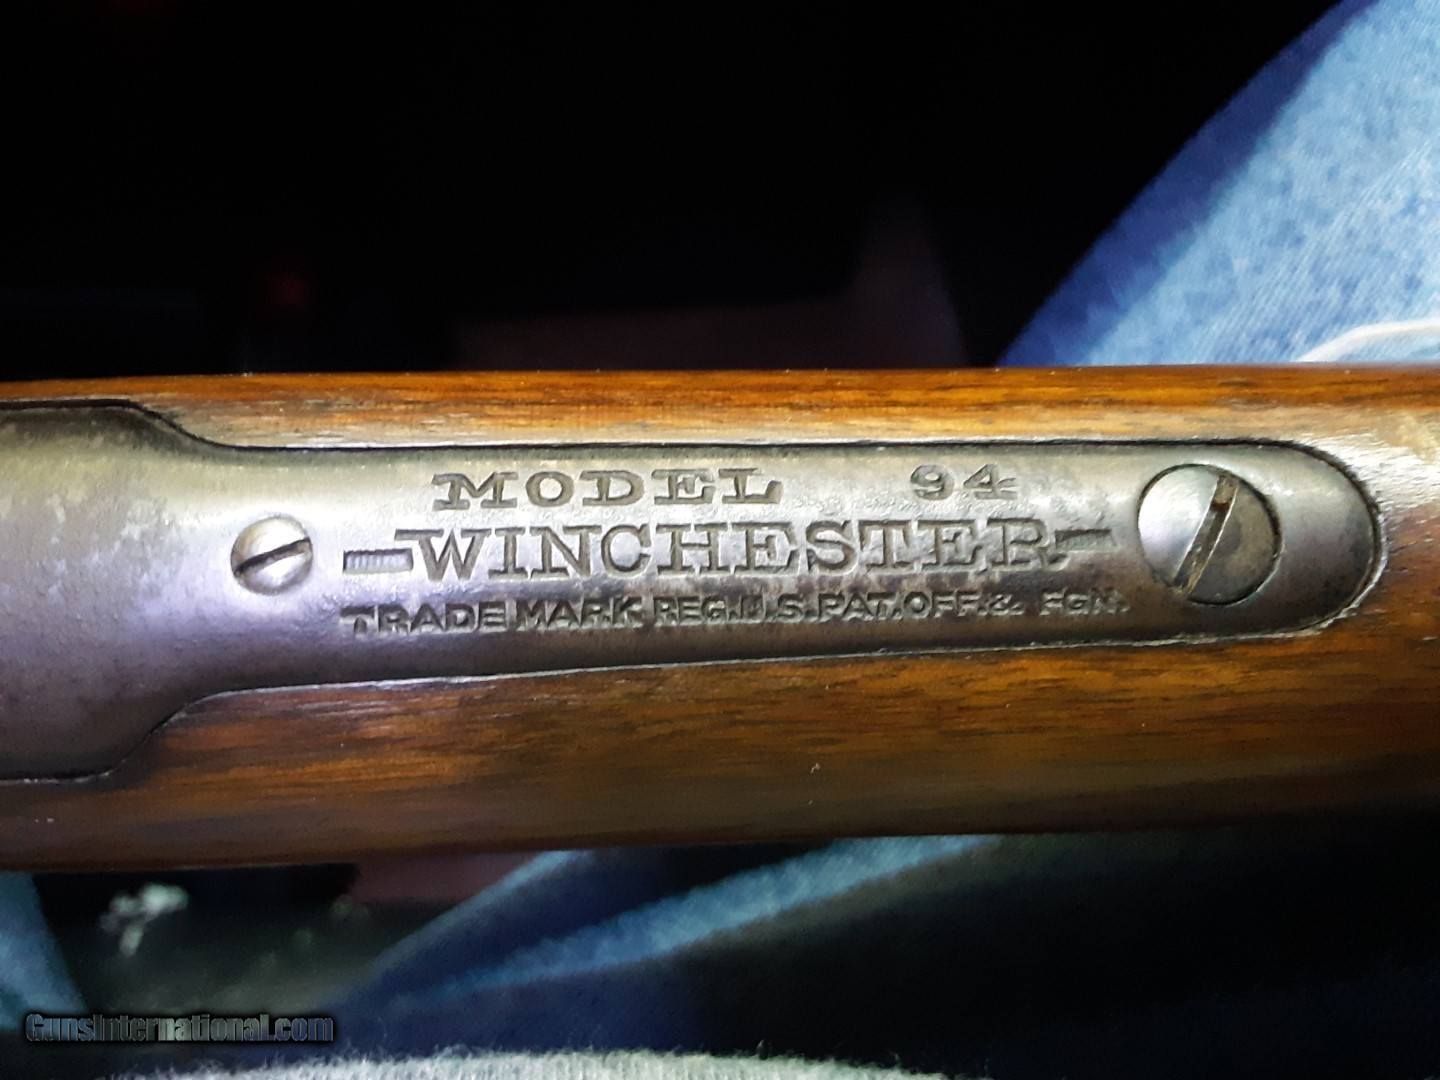 MODEL 94
WINCHESTER
TRADE MARK REG.U.S.PAT.OFF.& FGN.
GunsInternational.com